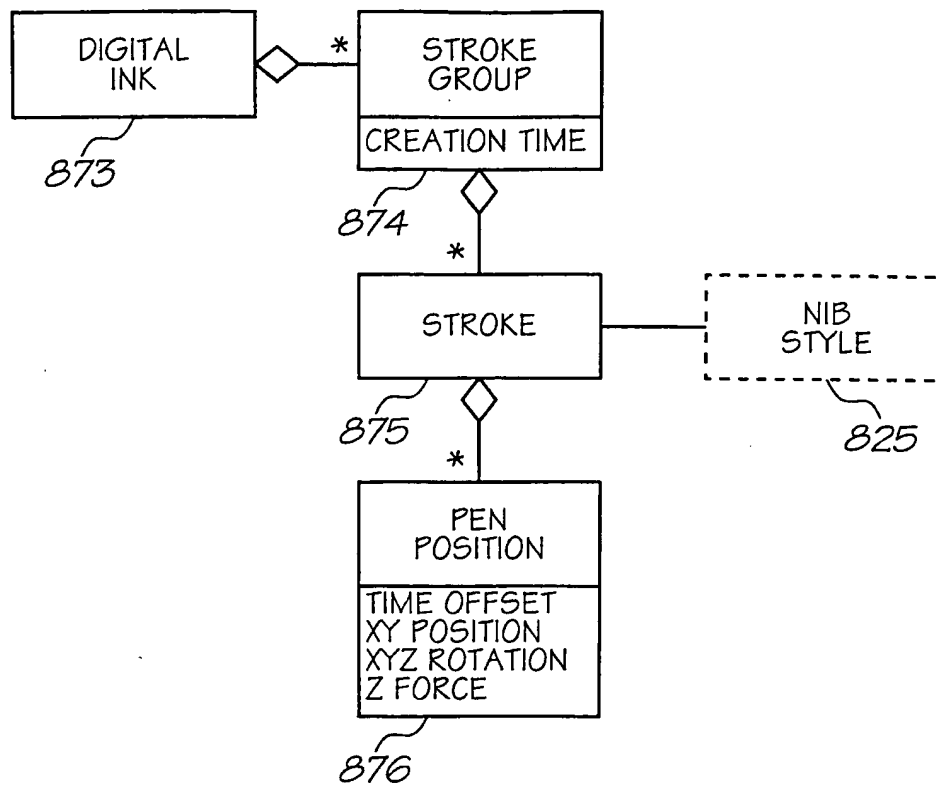 DIGITAL
INK
873
*
STROKE
GROUP
CREATION TIME
874
*
STROKE
875
NIB
STYLE
825
*
PEN
POSITION
TIME OFFSET
XY POSITION
XYZ ROTATION
Z FORCE
876